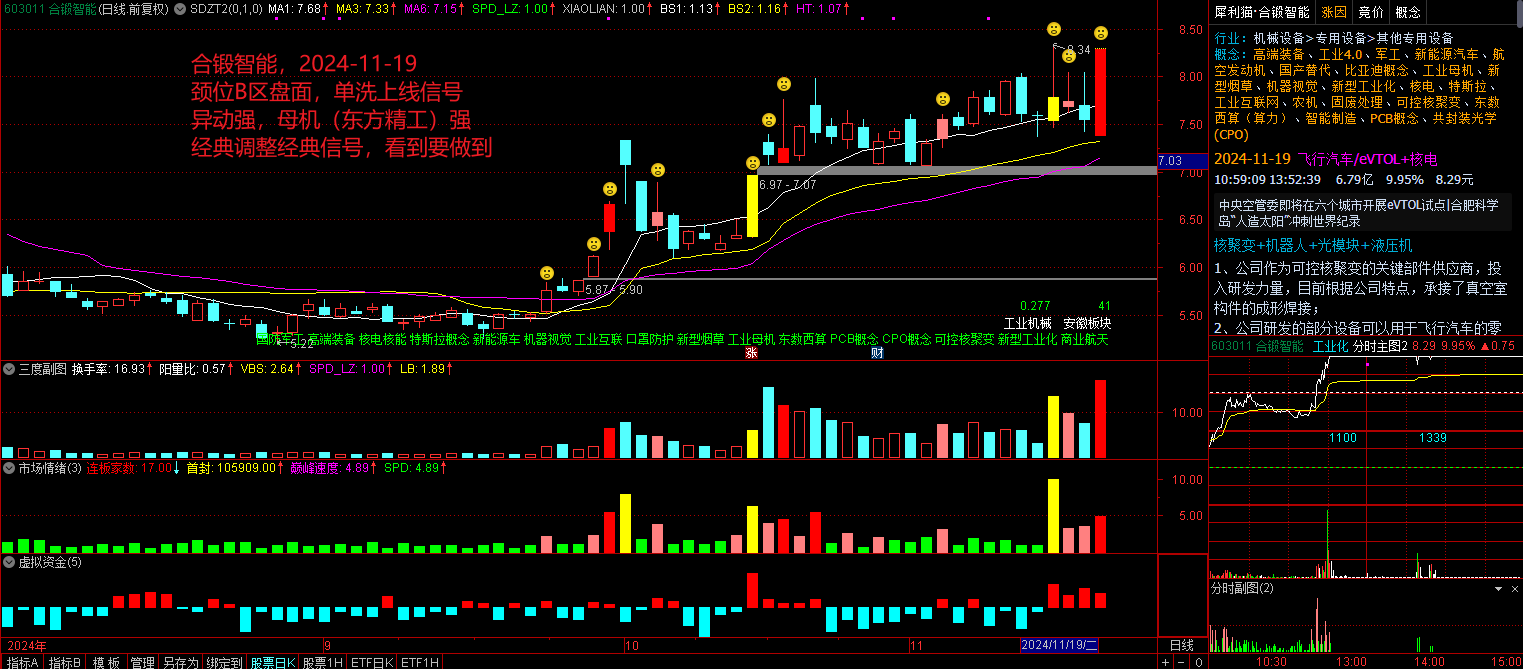 603011 合锻智能(日线.前复权) SDZT2(0,1,0) MA1: 7.68↑ MA3: 7.33↑ MA6: 7.15↑ SPD_LZ: 1.00↑ XIAOLIAN: 1.00↑ BS1: 1.13↑ BS2: 1.16↑ HT: 1.07↑
合锻智能，2024-11-19
颈位B区盘面，单洗上线信号
异动强，母机（东方精工）强
经典调整经典信号，看到要做到
8.34
6.97 - 7.07
5.87 - 5.90
5.22
0.277 41
工业机械 安徽板块
国防军工 高端装备 核电核能 特斯拉概念 新能源车 机器视觉 工业互联 口罩防护 新型烟草 工业母机 东数西算 PCB概念 CPO概念 可控核聚变 新型工业化 商业航天
涨 财
8.50
8.00
7.50
7.03
7.00
6.50
6.00
5.50
三度副图 换手率: 16.93↑ 阳量比: 0.57↑ VBS: 2.64↑ SPD_LZ: 1.00↑ LB: 1.89↑
10.00
市场情绪(3) 连板家数: 17.00↓ 首封: 105909.00↑ 巅峰速度: 4.89↑ SPD: 4.89↑
10.00
5.00
虚拟资金(5)
2024年 9 10 11 2024/11/19/二 日线
指标A 指标B 模板 管理 另存为 绑定到 股票日K 股票1H ETF日K ETF1H + - O
犀利猫·合锻智能 涨因 竞价 概念
行业: 机械设备>专用设备>其他专用设备
概念: 高端装备、工业4.0、军工、新能源汽车、航
空发动机、国产替代、比亚迪概念、工业母机、新
型烟草、机器视觉、新型工业化、核电、特斯拉、
工业互联网、农机、固废处理、可控核聚变、东数
西算（算力）、智能制造、PCB概念、共封装光学
(CPO)
2024-11-19 飞行汽车/eVTOL+核电
10:59:09 13:52:39 6.79亿 9.95% 8.29元
中央空管委即将在六个城市开展eVTOL试点|合肥科学
岛“人造太阳”冲刺世界纪录
核聚变+机器人+光模块+液压机
1、公司作为可控核聚变的关键部件供应商，投
入研发力量，目前根据公司特点，承接了真空室
构件的成形焊接；
2、公司研发的部分设备可以用于飞行汽车的零
603011 合锻智能 工业化 分时主图2 8.29 9.95% ▲0.75
1100 1339
分时副图(2)
10:30 13:00 14:00 15:00